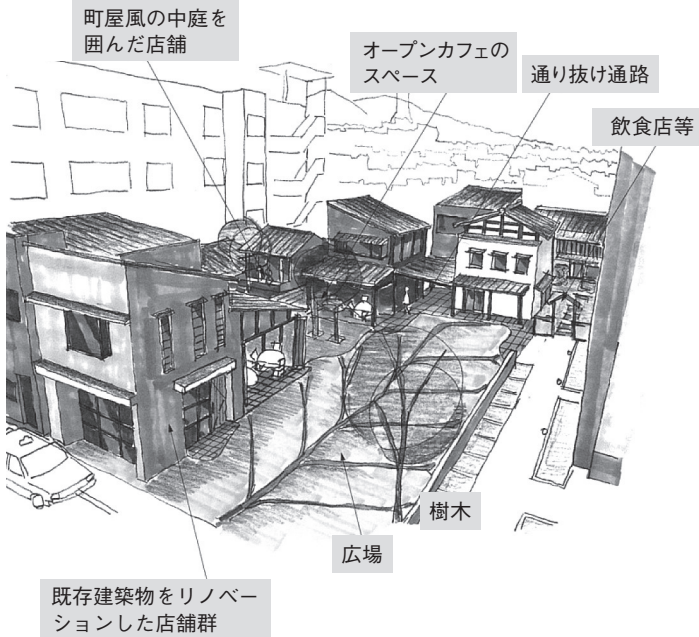 町屋風の中庭を
囲んだ店舗
オープンカフェの
スペース
通り抜け通路
飲食店等
樹木
広場
既存建築物をリノベー
ションした店舗群